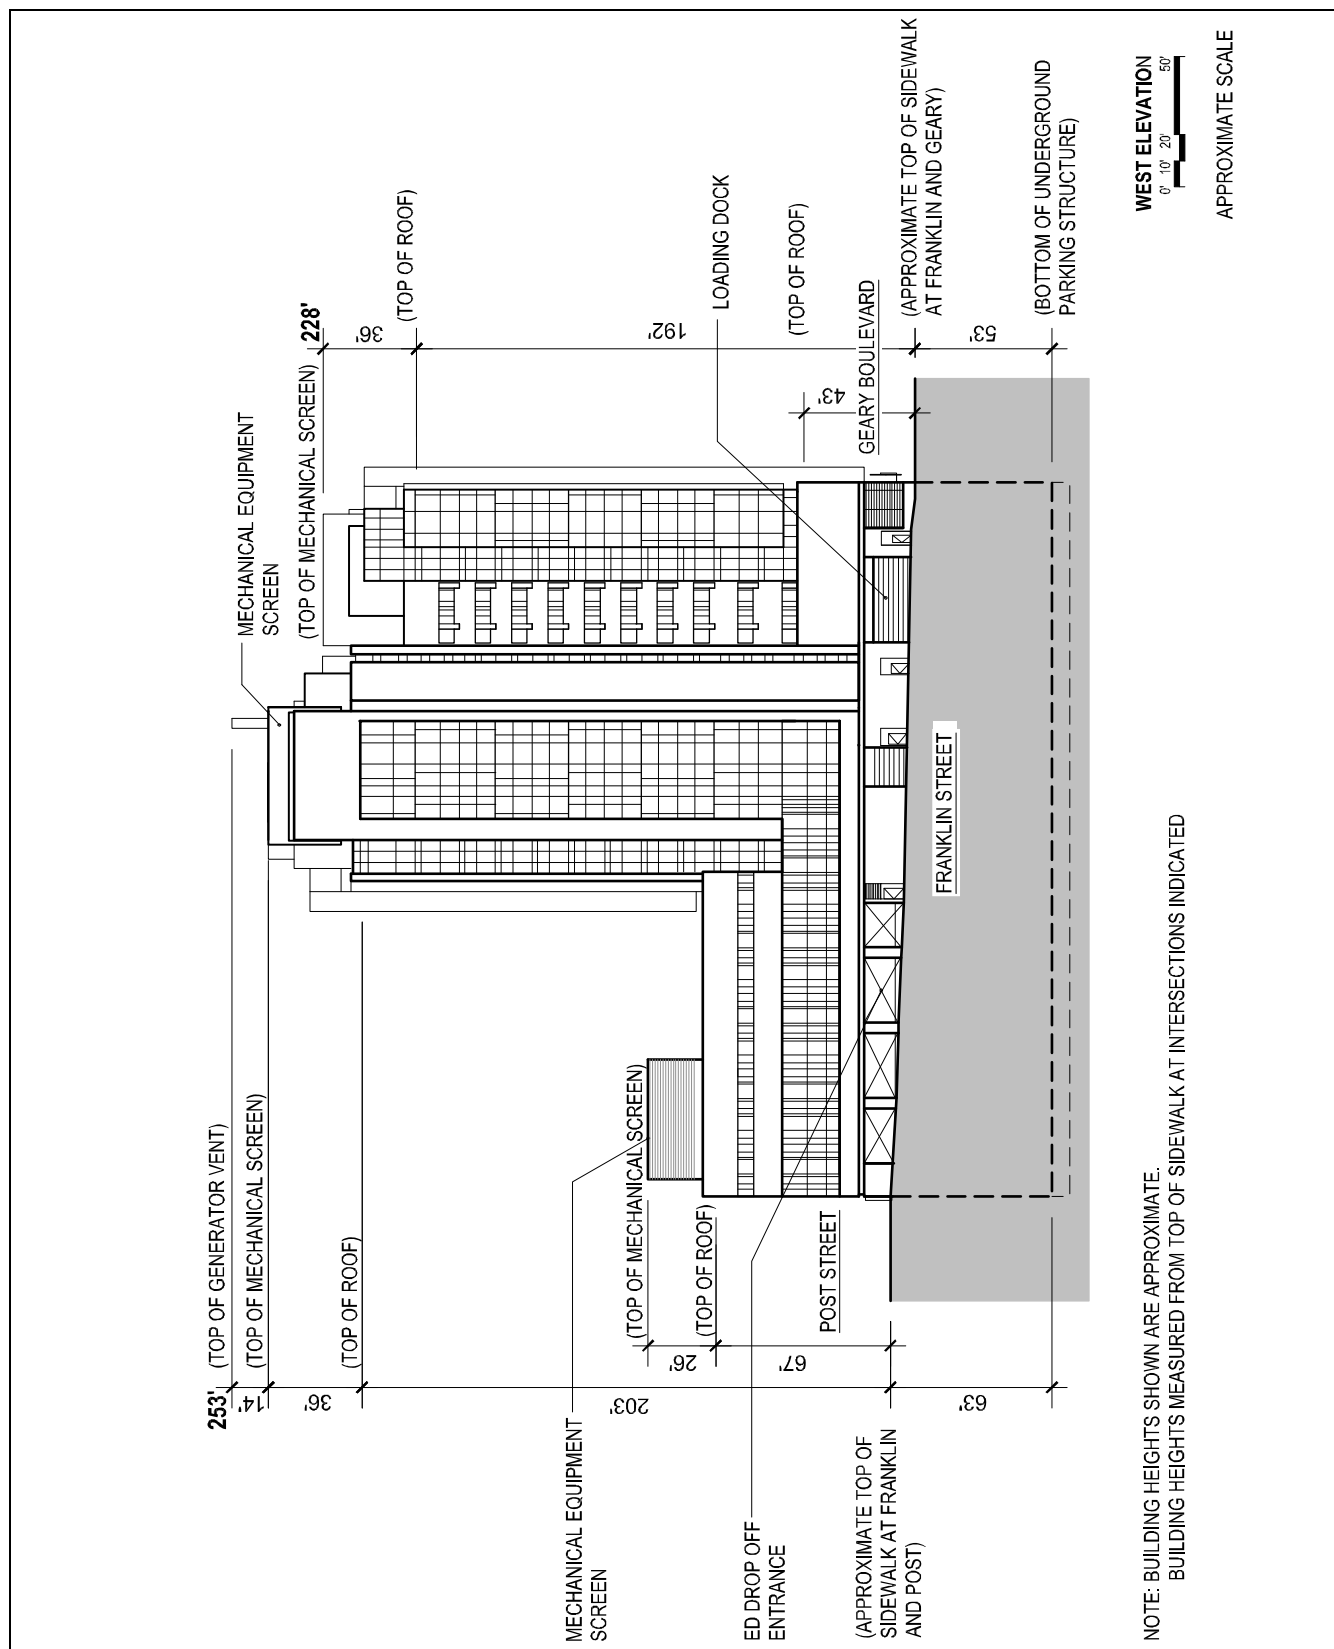 253'
(TOP OF GENERATOR VENT)
14'
(TOP OF MECHANICAL SCREEN)
36'
(TOP OF ROOF)
203'
63'
MECHANICAL EQUIPMENT
SCREEN
(TOP OF MECHANICAL SCREEN)
26'
(TOP OF ROOF)
67'
POST STREET
ED DROP OFF
ENTRANCE
(APPROXIMATE TOP OF
SIDEWALK AT FRANKLIN
AND POST)
MECHANICAL EQUIPMENT
SCREEN
(TOP OF MECHANICAL SCREEN)
228'
36'
(TOP OF ROOF)
192'
LOADING DOCK
(TOP OF ROOF)
43'
GEARY BOULEVARD
(APPROXIMATE TOP OF SIDEWALK
AT FRANKLIN AND GEARY)
53'
(BOTTOM OF UNDERGROUND
PARKING STRUCTURE)
FRANKLIN STREET
WEST ELEVATION
0' 10' 20' 50'
APPROXIMATE SCALE
NOTE: BUILDING HEIGHTS SHOWN ARE APPROXIMATE.
BUILDING HEIGHTS MEASURED FROM TOP OF SIDEWALK AT INTERSECTIONS INDICATED